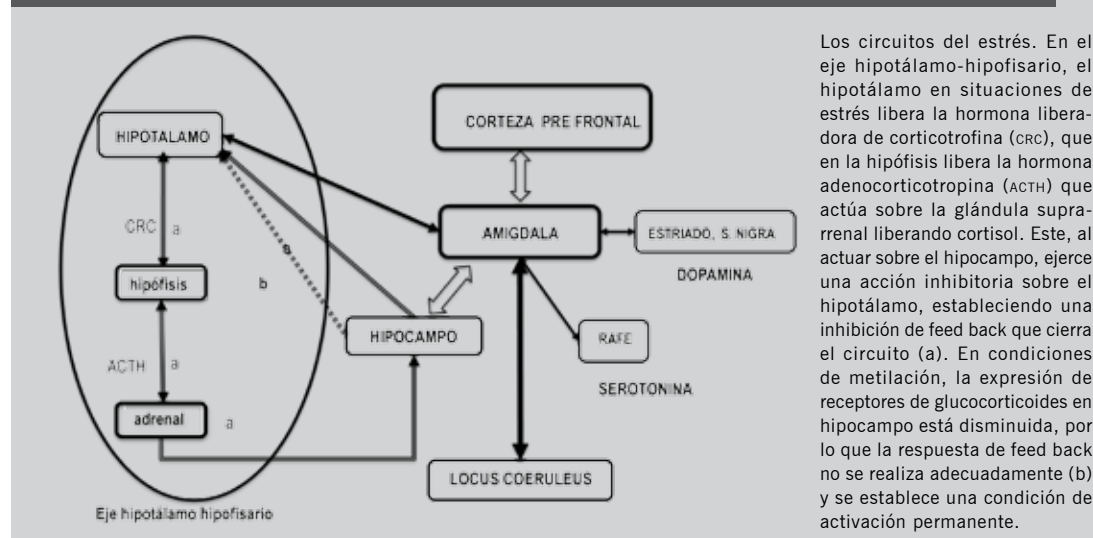 HIPOTALAMO
CRC a
hipófisis
b
ACTH a
adrenal
a
Eje hipotálamo hipofisario
CORTEZA PRE FRONTAL
AMIGDALA
ESTRIADO, S. NIGRA
DOPAMINA
HIPOCAMPO
RAFE
SEROTONINA
LOCUS COERULEUS
Los circuitos del estrés. En el
eje hipotálamo-hipofisario, el
hipotálamo en situaciones de
estrés libera la hormona libera-
dora de corticotrofina (CRC), que
en la hipófisis libera la hormona
adenocorticotropina (ACTH) que
actúa sobre la glándula supra-
rrenal liberando cortisol. Este, al
actuar sobre el hipocampo, ejerce
una acción inhibitoria sobre el
hipotálamo, estableciendo una
inhibición de feed back que cierra
el circuito (a). En condiciones
de metilación, la expresión de
receptores de glucocorticoides en
hipocampo está disminuida, por
lo que la respuesta de feed back
no se realiza adecuadamente (b)
y se establece una condición de
activación permanente.